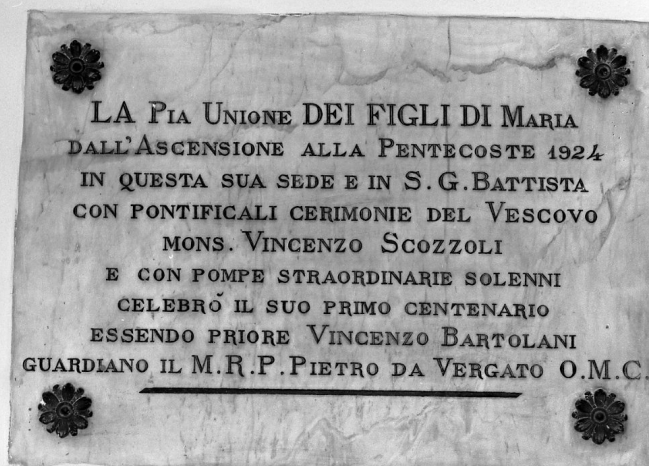 LA PIA UNIONE DEI FIGLI DI MARIA
DALL'ASCENSIONE ALLA PENTECOSTE 1924
IN QUESTA SUA SEDE E IN S. G. BATTISTA
CON PONTIFICALI CERIMONIE DEL VESCOVO
MONS. VINCENZO SCOZZOLI
E CON POMPE STRAORDINARIE SOLENNI
CELEBRÒ IL SUO PRIMO CENTENARIO
ESSENDO PRIORE VINCENZO BARTOLANI
GUARDIANO IL M.R.P. PIETRO DA VERGATO O.M.C.